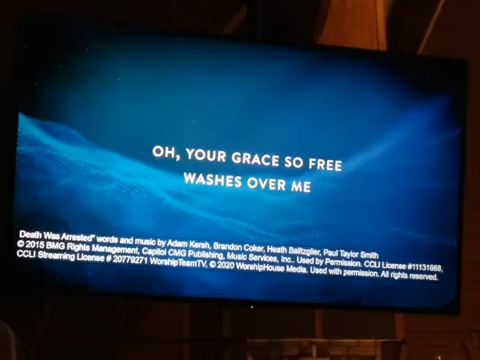 OH, YOUR GRACE SO FREE
WASHES OVER ME
Death Was Arrested" words and music by Adam Kersh, Brandon Coker, Heath Balltzglier, Paul Taylor Smith
© 2015 BMG Rights Management, Capitol CMG Publishing, Music Services, Inc.. Used by Permission. CCLI License #11131668,
CCLI Streaming License # 20779271 WorshipTeamTV, © 2020 WorshipHouse Media. Used with permission. All rights reserved.